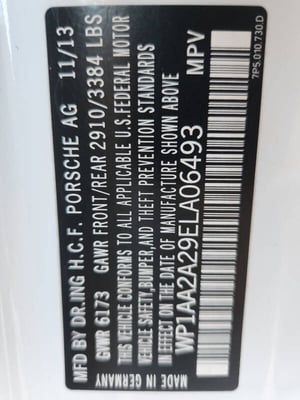 MFD BY DR.ING H.C.F. PORSCHE AG 11/13
GVWR 6173 GAWR FRONT/REAR 2910/3384 LBS
THIS VEHICLE CONFORMS TO ALL APPLICABLE U.S.FEDERAL MOTOR
VEHICLE SAFETY,BUMPER,AND THEFT PREVENTION STANDARDS
IN EFFECT ON THE DATE OF MANUFACTURE SHOWN ABOVE
WP1AA2A29ELA06493 MPV
MADE IN GERMANY
7P5.010.730.D